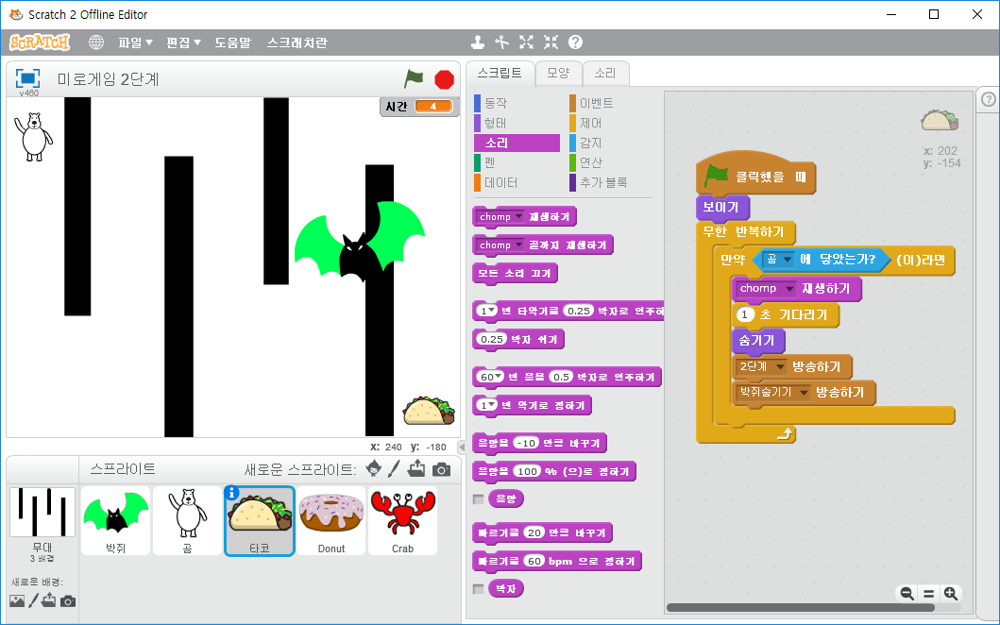 Scratch 2 Offline Editor
SCRATCH 파일 편집 도움말 스크래치란
v460 미로게임 2단계
시간 4
x: 240 y: -180
스프라이트 새로운 스프라이트:
무대
3 배경
새로운 배경:
박쥐 곰 타코 Donut Crab
스크립트 모양 소리
동작 이벤트
형태 제어
소리 감지
펜 연산
데이터 추가 블록
chomp 재생하기
chomp 끝까지 재생하기
모든 소리 끄기
1 번 타악기를 0.25 박자로 연주하
0.25 박자 쉬기
60 번 음을 0.5 박자로 연주하기
1 번 악기로 정하기
음량을 -10 만큼 바꾸기
음량을 100 % (으)로 정하기
음량
빠르기를 20 만큼 바꾸기
빠르기를 60 bpm 으로 정하기
박자
x: 202
y: -154
클릭했을 때
보이기
무한 반복하기
만약 곰 에 닿았는가? (이)라면
chomp 재생하기
1 초 기다리기
숨기기
2단계 방송하기
박쥐숨기기 방송하기